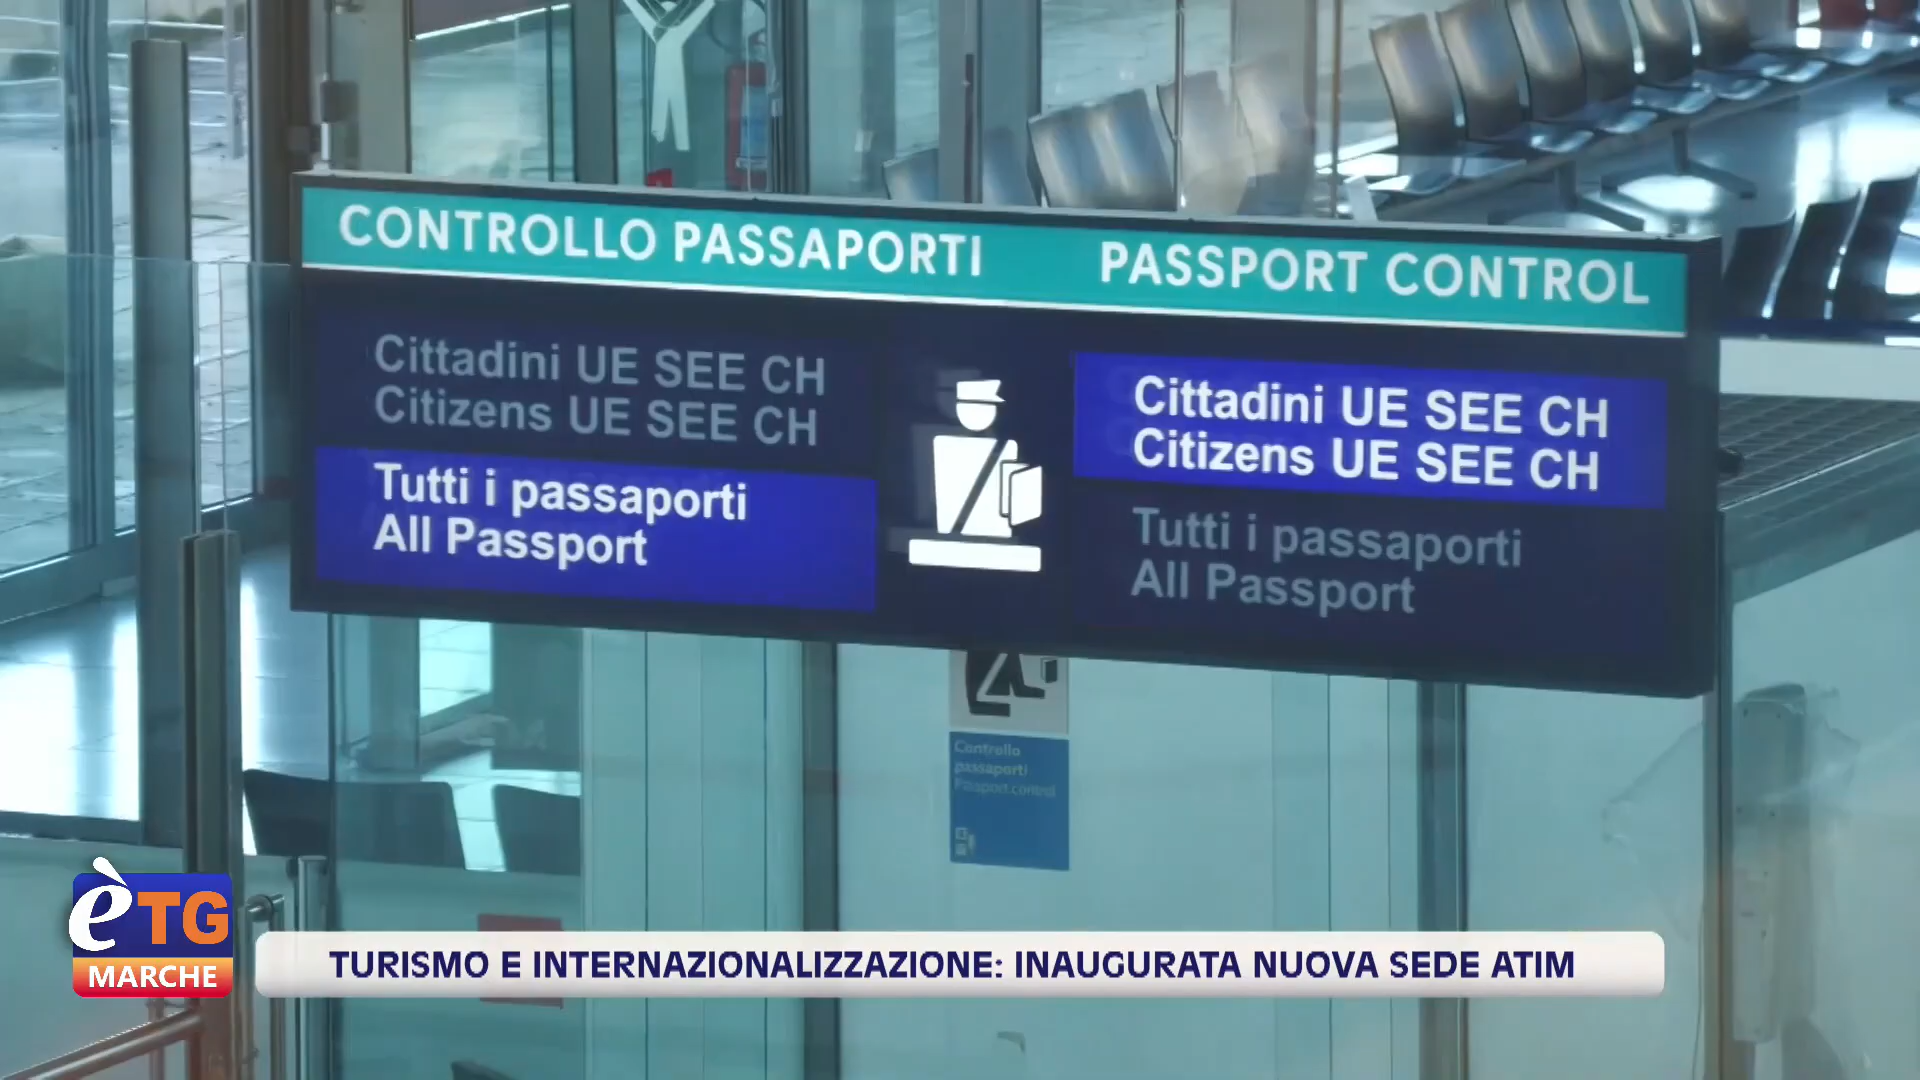 CONTROLLO PASSAPORTI
PASSPORT CONTROL
Cittadini UE SEE CH
Citizens UE SEE CH
Tutti i passaporti
All Passport
Cittadini UE SEE CH
Citizens UE SEE CH
Tutti i passaporti
All Passport
Controllo
passaporti
Passport control
è TG
MARCHE
TURISMO E INTERNAZIONALIZZAZIONE: INAUGURATA NUOVA SEDE ATIM